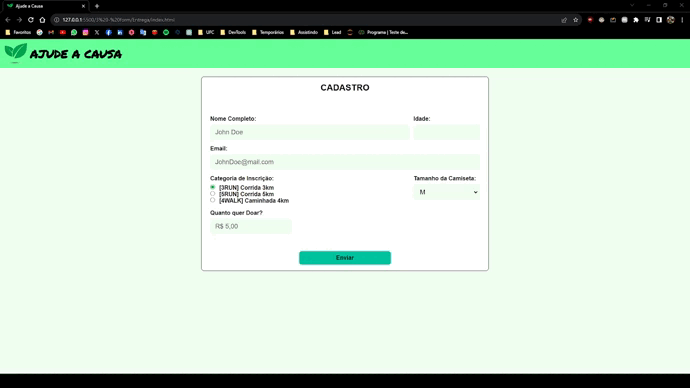 Ajude a Causa
127.0.0.1:5500/3%20-%20Form/Entrega/index.html
Favoritos UFC DevTools Temporários Assistindo Lead Programa | Teste de...
AJUDE A CAUSA
CADASTRO
Nome Completo: Idade:
John Doe
Email:
JohnDoe@mail.com
Categoria de Inscrição: Tamanho da Camiseta:
[3RUN] Corrida 3km M
[5RUN] Corrida 5km
[4WALK] Caminhada 4km
Quanto quer Doar?
R$ 5,00
Enviar